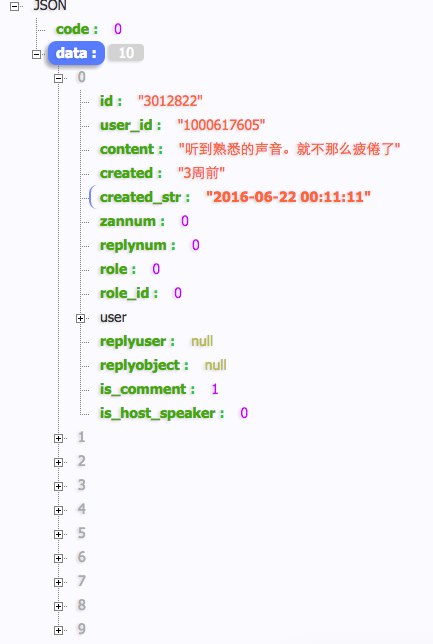 JSON
code : 0
data : 10
0
id : "3012822"
user_id : "1000617605"
content : "听到熟悉的声音。就不那么疲倦了"
created : "3周前"
created_str : "2016-06-22 00:11:11"
zannum : 0
replynum : 0
role : 0
role_id : 0
user
replyuser : null
replyobject : null
is_comment : 1
is_host_speaker : 0
1
2
3
4
5
6
7
8
9